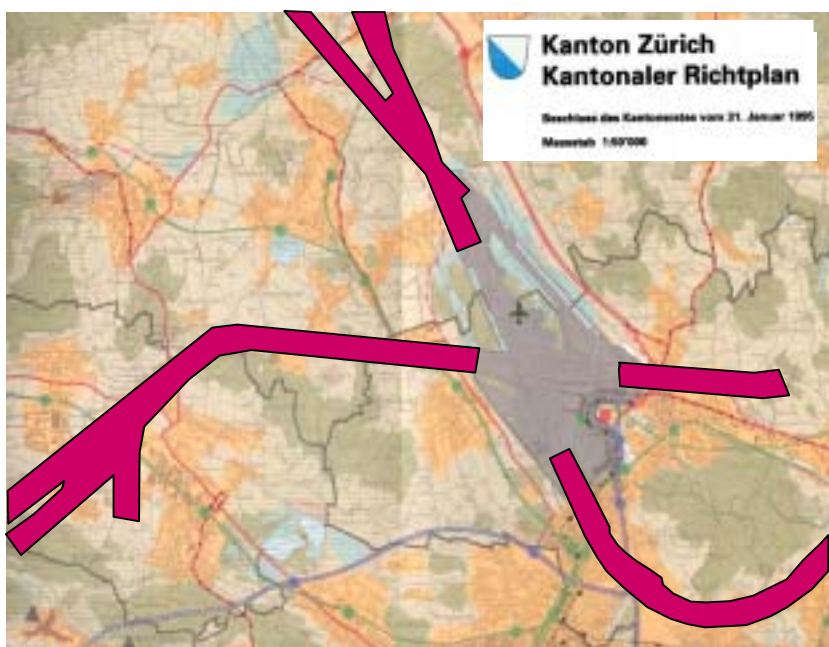 Kanton Zürich
Kantonaler Richtplan
Beschluss des Kantonsrates vom 31. Januar 1995
Massstab 1:50'000